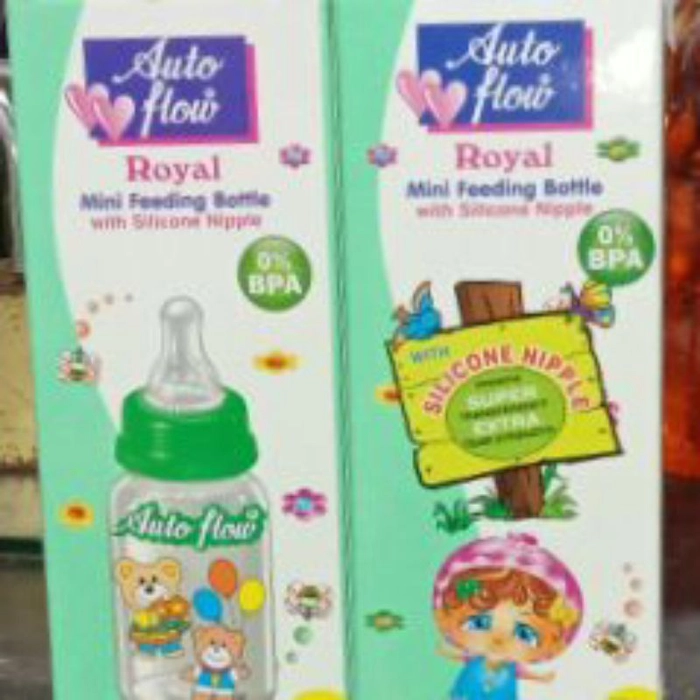 Auto
flow
Royal
Mini Feeding Bottle
with Silicone Nipple
0%
BPA
Auto flow
Auto
flow
Royal
Mini Feeding Bottle
with Silicone Nipple
0%
BPA
WITH
SILICONE NIPPLE
SUPER
EXTRA